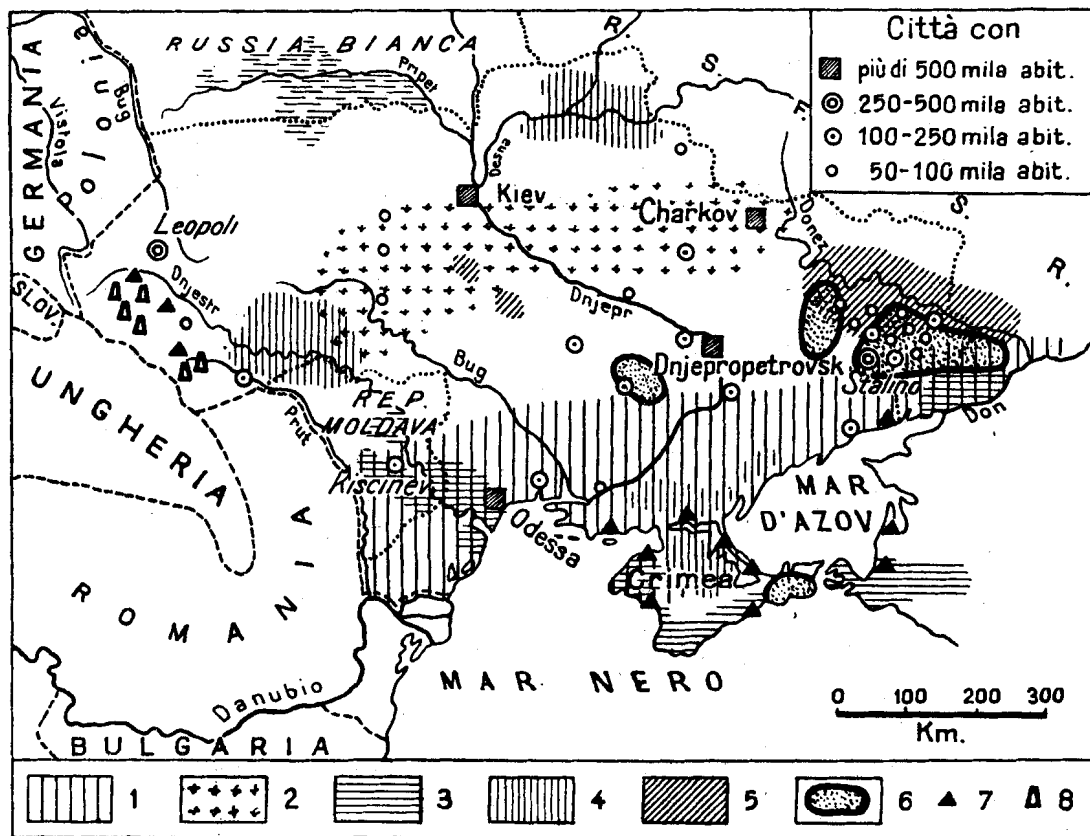 Città con
più di 500 mila abit.
250-500 mila abit.
100-250 mila abit.
50-100 mila abit.
RUSSIA BIANCA
R. S. F. S. R.
GERMANIA
Polonia
Vistola
Bug
Pripet
Desna
Kiev
Charkov
Donez
Leopoli
Dnjestr
SLOV.
Dnjepr
Bug
Dnjepropetrovsk
Stalino
Don
UNGHERIA
REP.
MOLDAVA
Prut
Kiscinev
Odessa
MAR
D'AZOV
Crimea
ROMANIA
MAR NERO
Danubio
BULGARIA
0 100 200 300
Km.
1 2 3 4 5 6 7 8